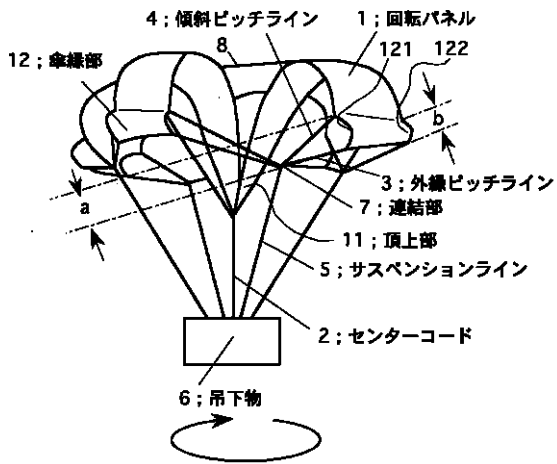 4；傾斜ピッチライン
1；回転パネル
8
121
122
12；傘縁部
b
3；外縁ピッチライン
7；連結部
a
11；頂上部
5；サスペンションライン
2；センターコード
6；吊下物